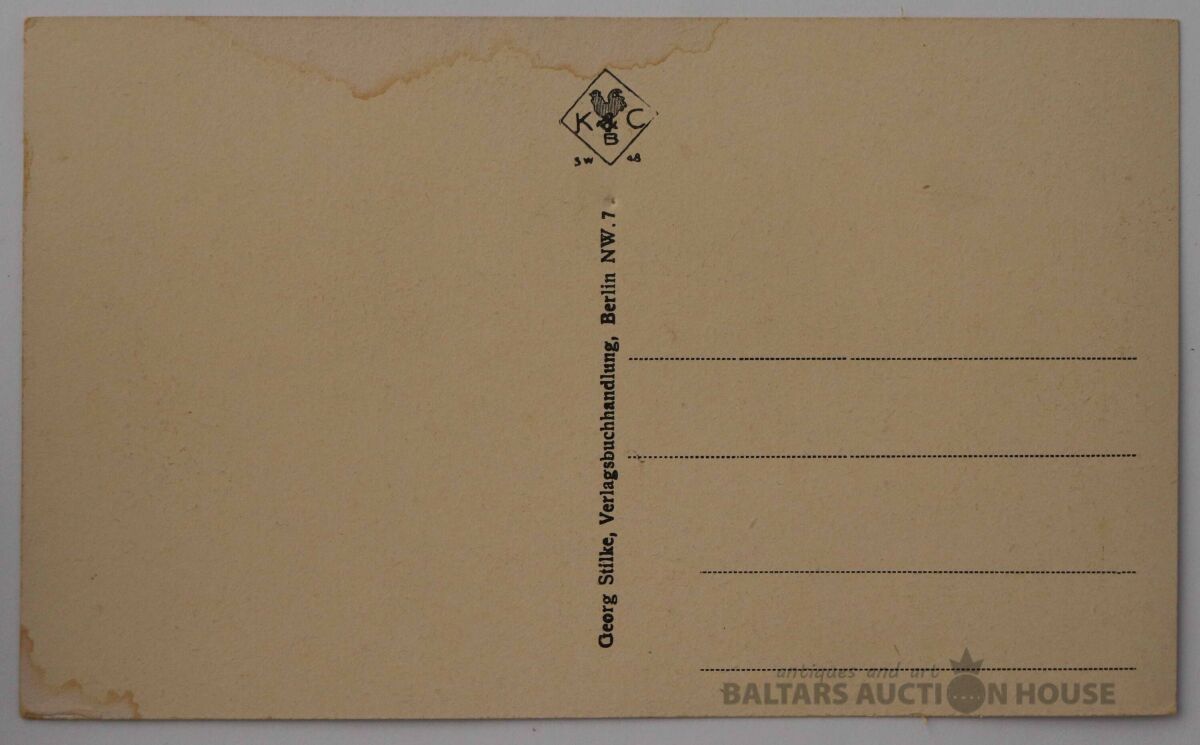 K & C
B
SW 48
Georg Stilke, Verlagsbuchhandlung, Berlin NW. 7
antiques and art
BALTARS AUCTION HOUSE